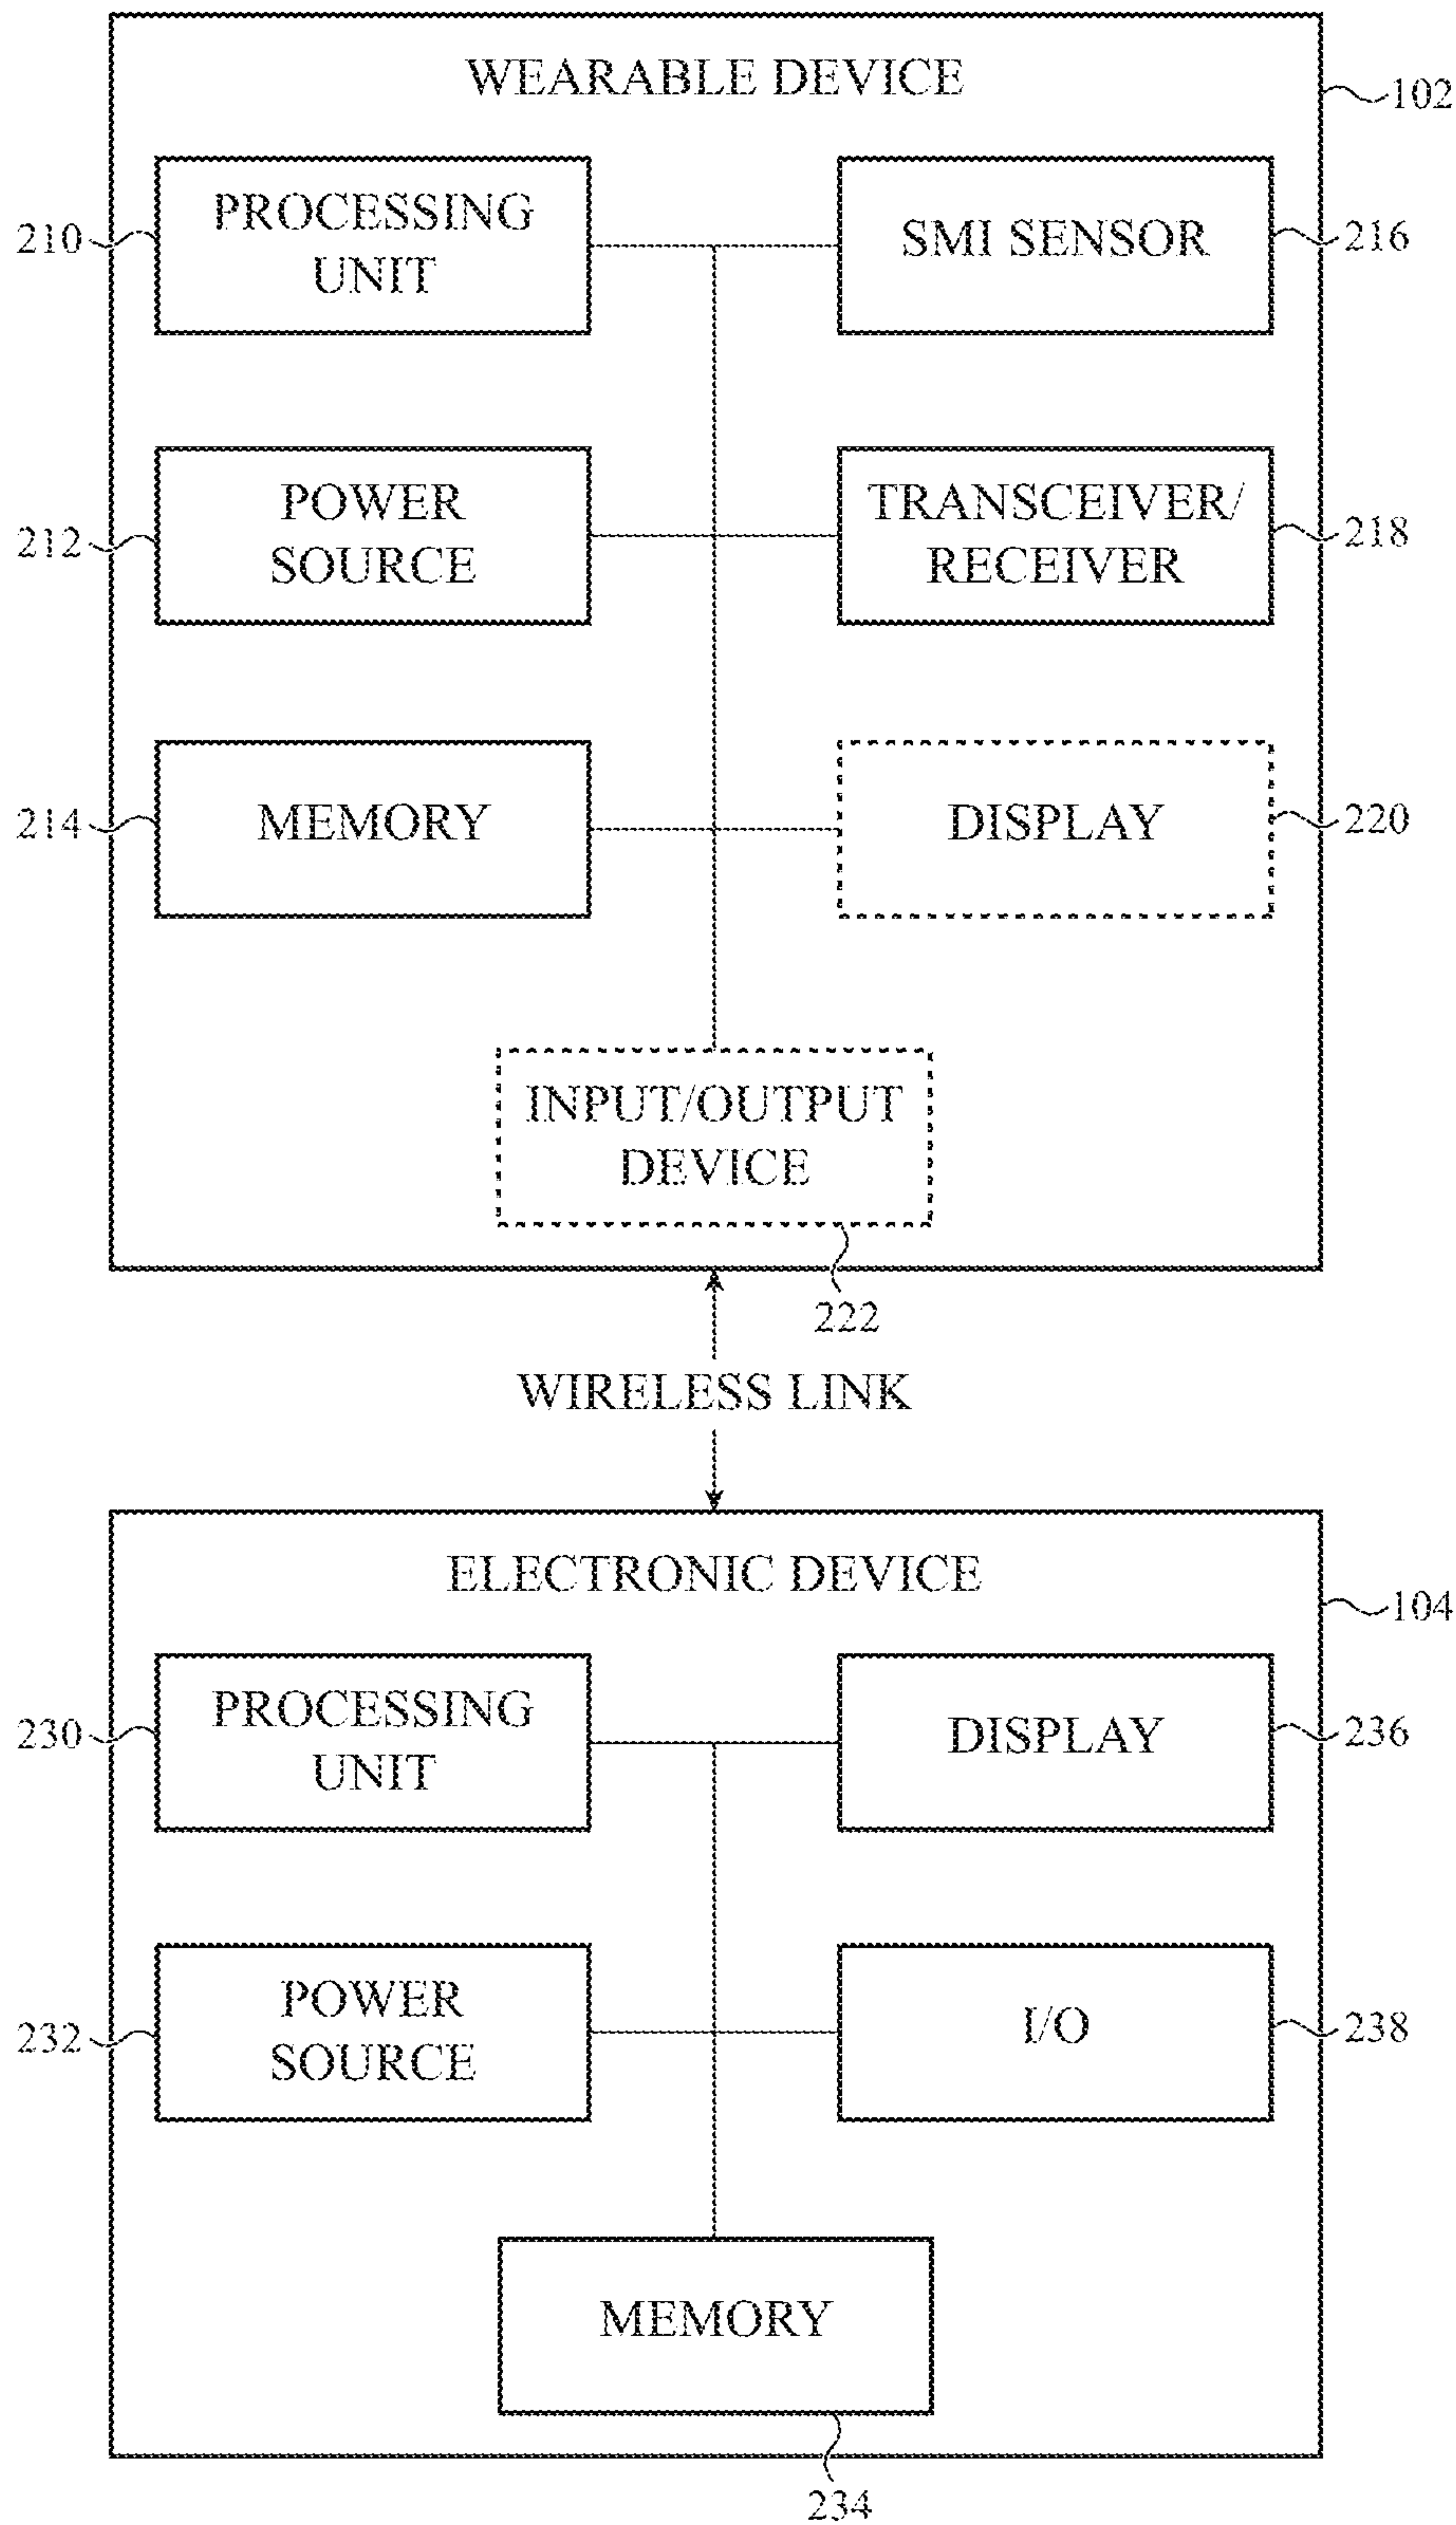 WEARABLE DEVICE
102
PROCESSING
UNIT
210
SMI SENSOR
216
POWER
SOURCE
212
TRANSCEIVER/
RECEIVER
218
MEMORY
214
DISPLAY
220
INPUT/OUTPUT
DEVICE
222
WIRELESS LINK
ELECTRONIC DEVICE
104
PROCESSING
UNIT
230
DISPLAY
236
POWER
SOURCE
232
I/O
238
MEMORY
234